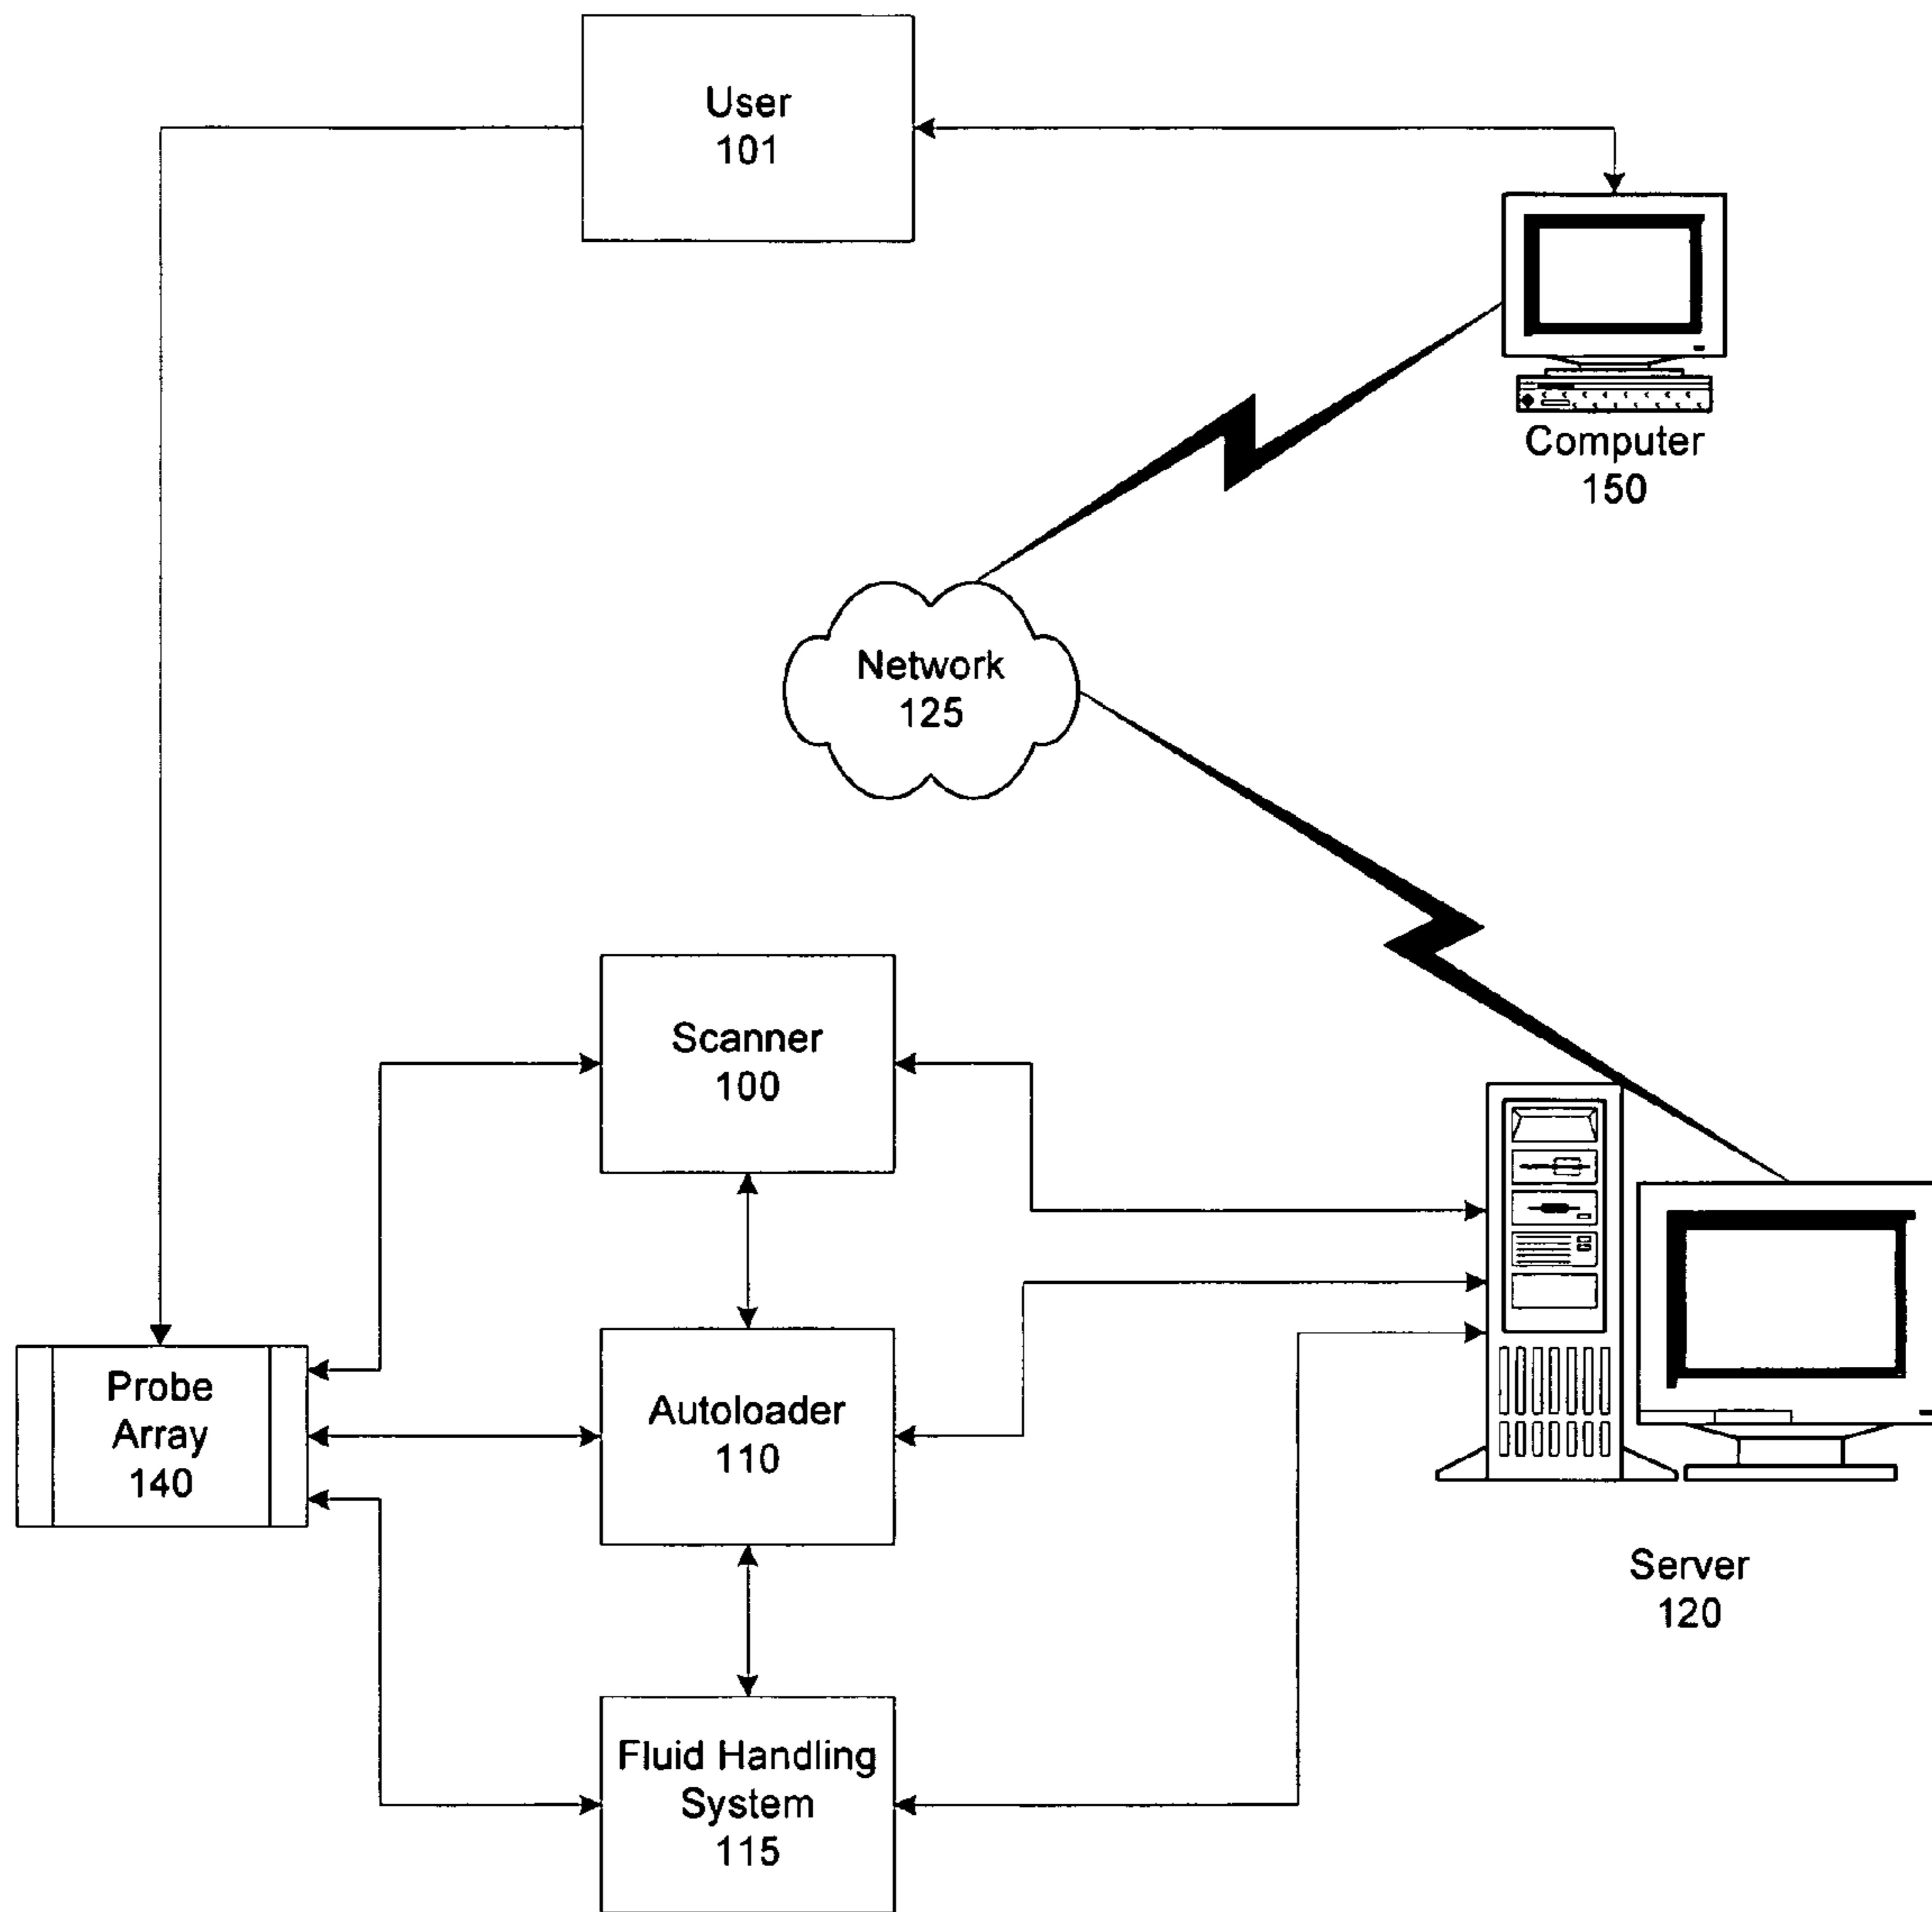 User
101
Computer
150
Network
125
Scanner
100
Probe
Array
140
Autoloader
110
Server
120
Fluid Handling
System
115